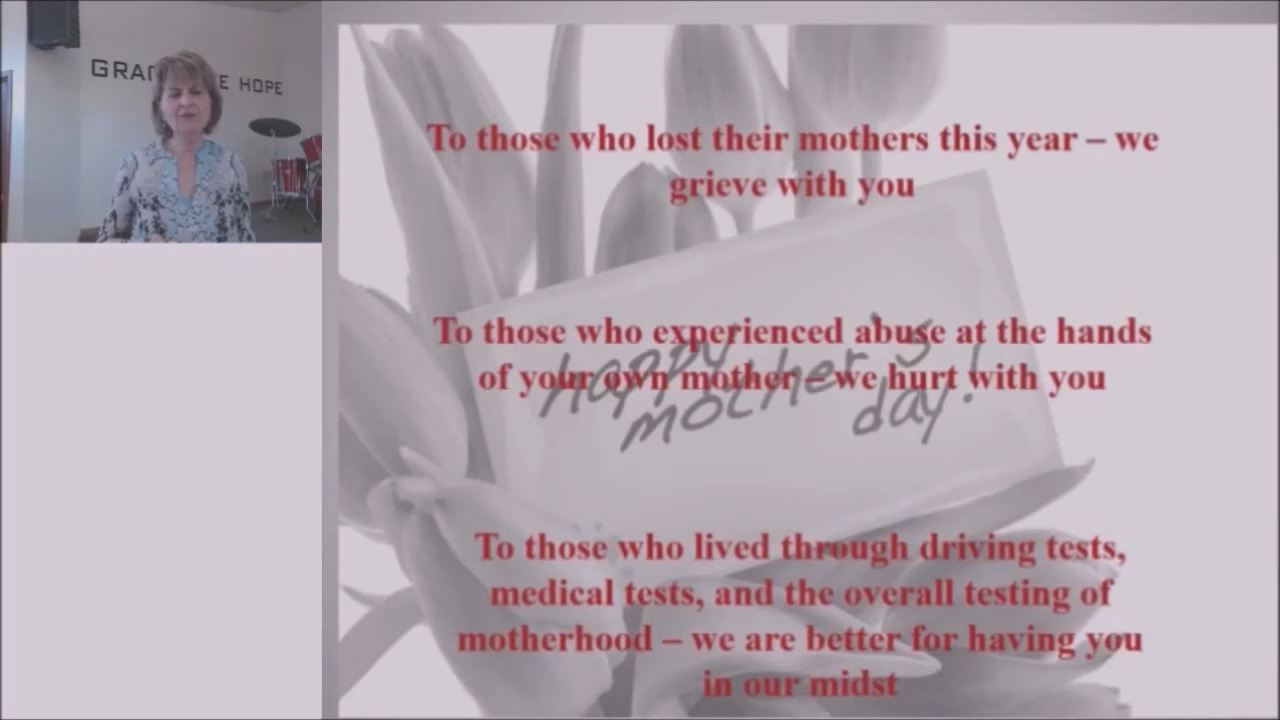 GRAC E HOPE
To those who lost their mothers this year – we
grieve with you
To those who experienced abuse at the hands
of your own mother – we hurt with you
happy
mother's
day!
To those who lived through driving tests,
medical tests, and the overall testing of
motherhood – we are better for having you
in our midst